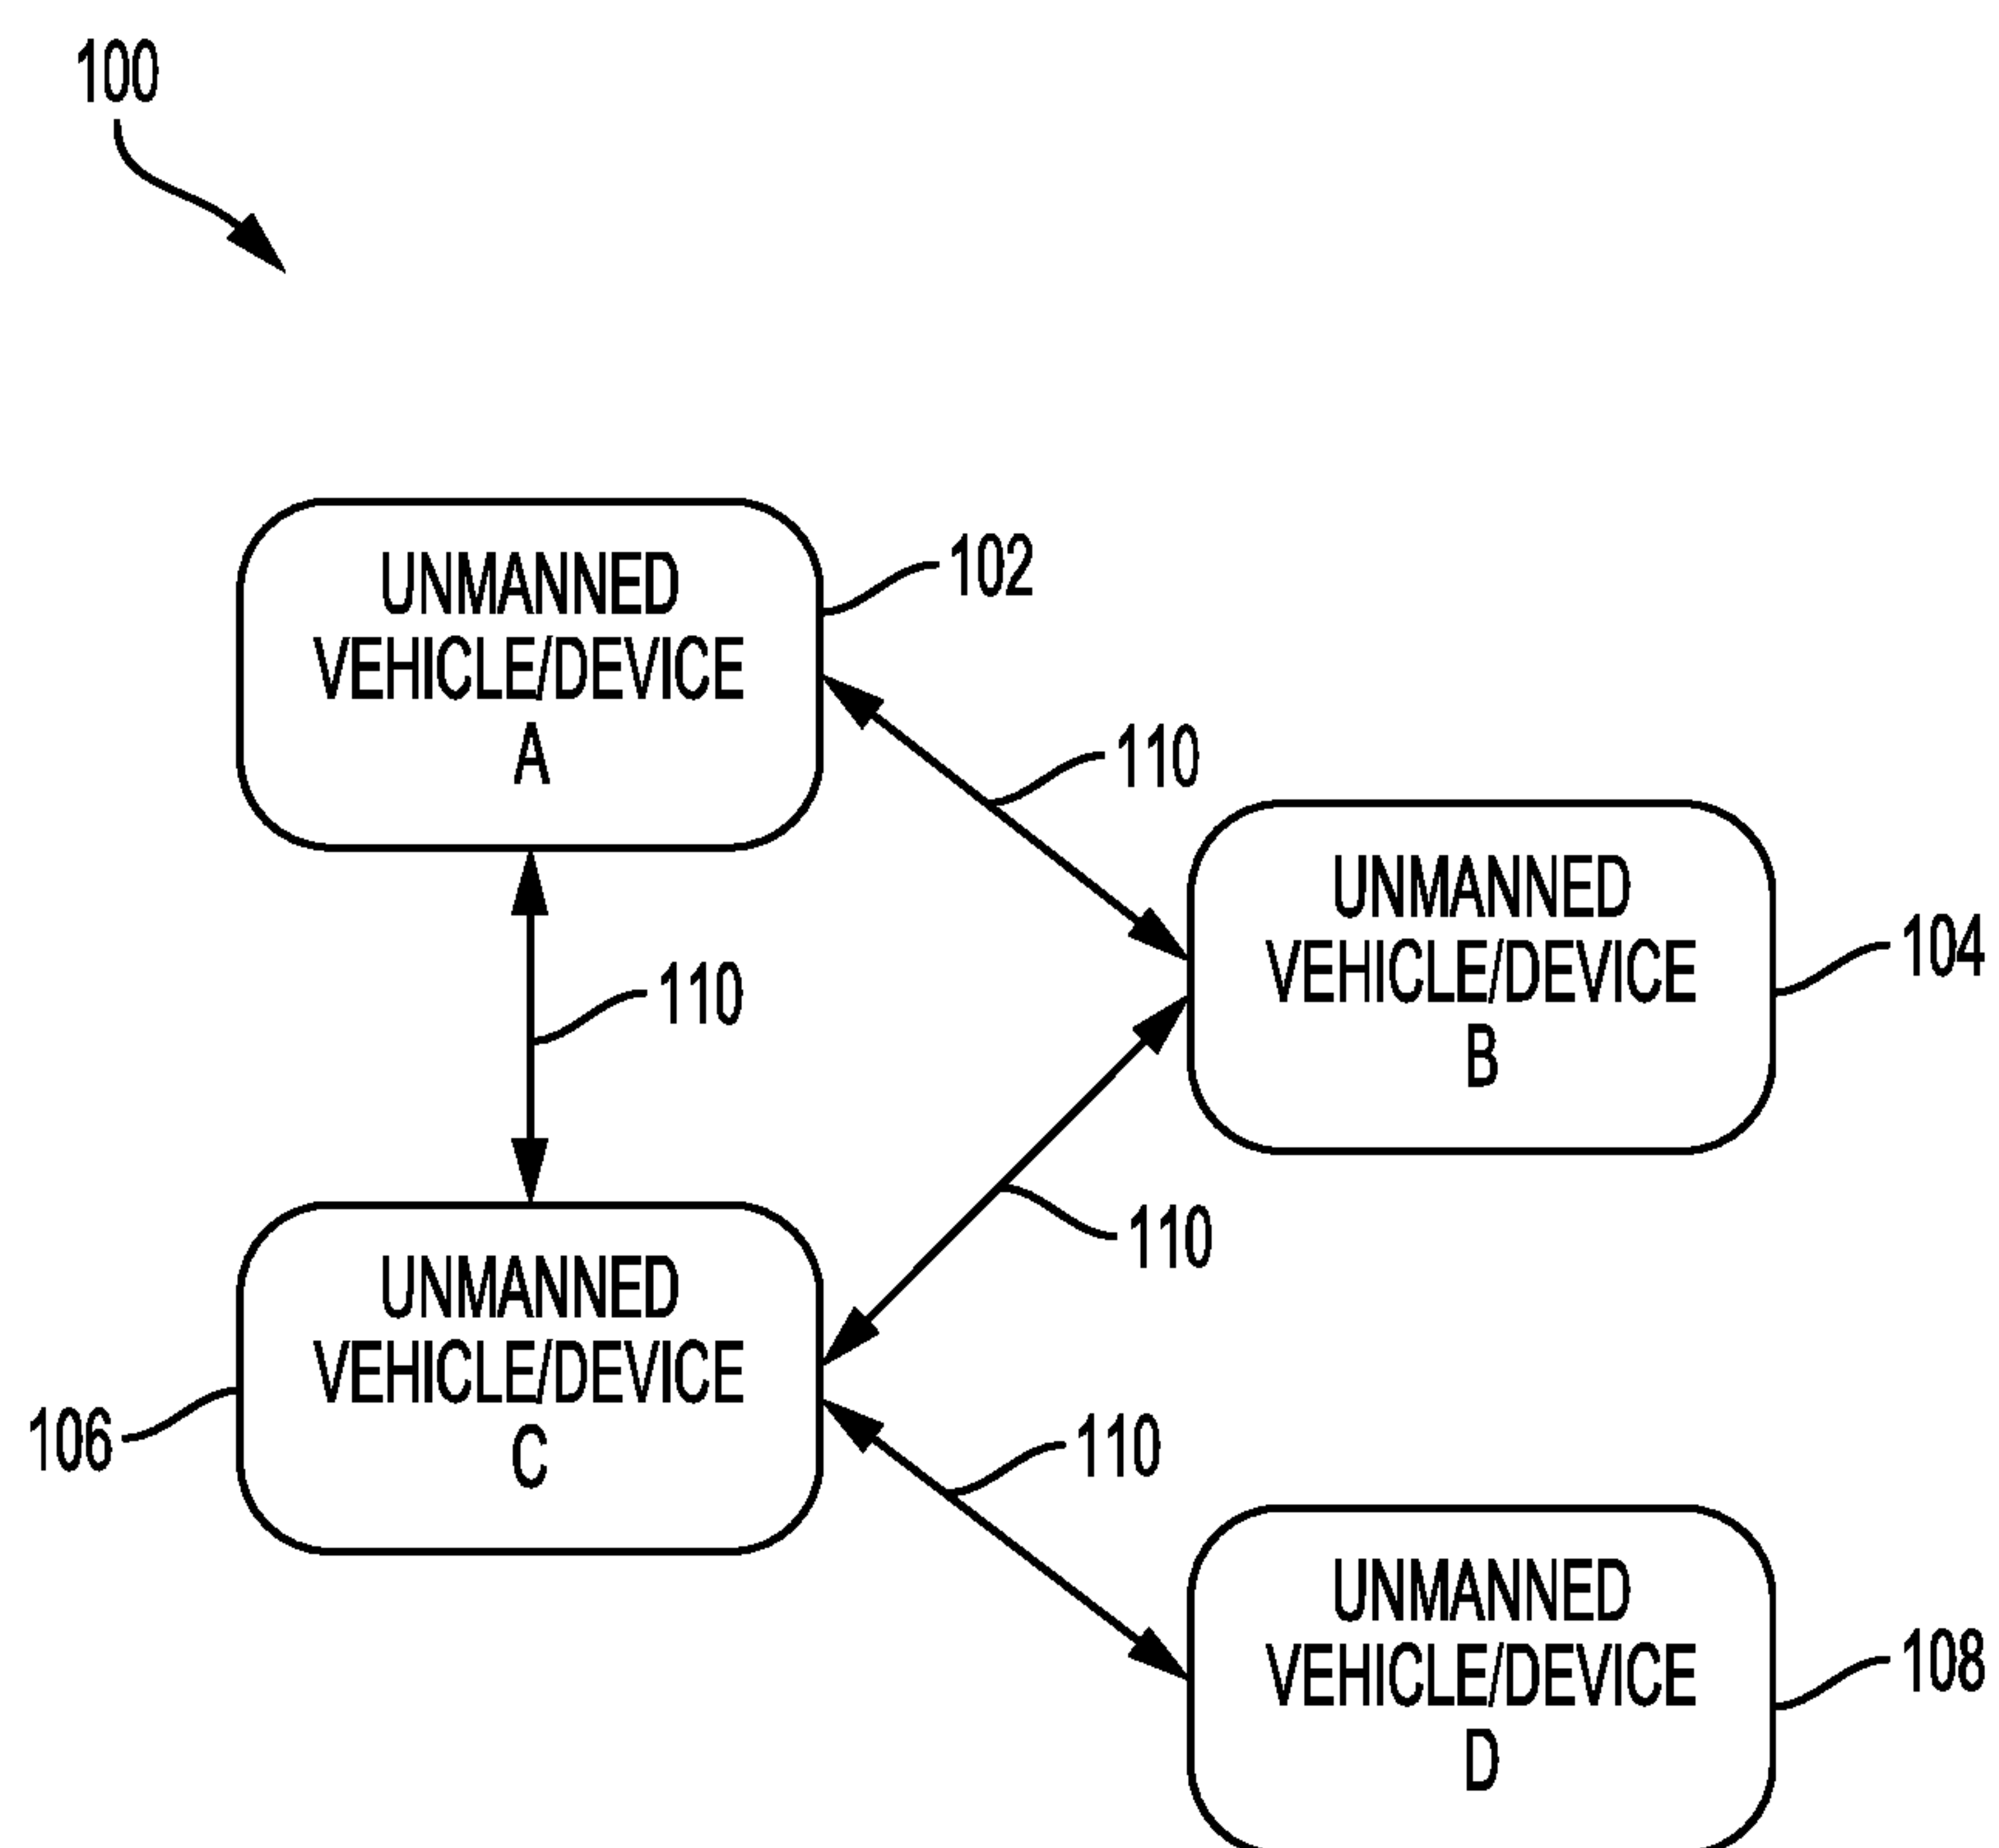 100
UNMANNED
VEHICLE/DEVICE
A
102
110
UNMANNED
VEHICLE/DEVICE
B
104
110
110
UNMANNED
VEHICLE/DEVICE
C
106
110
UNMANNED
VEHICLE/DEVICE
D
108